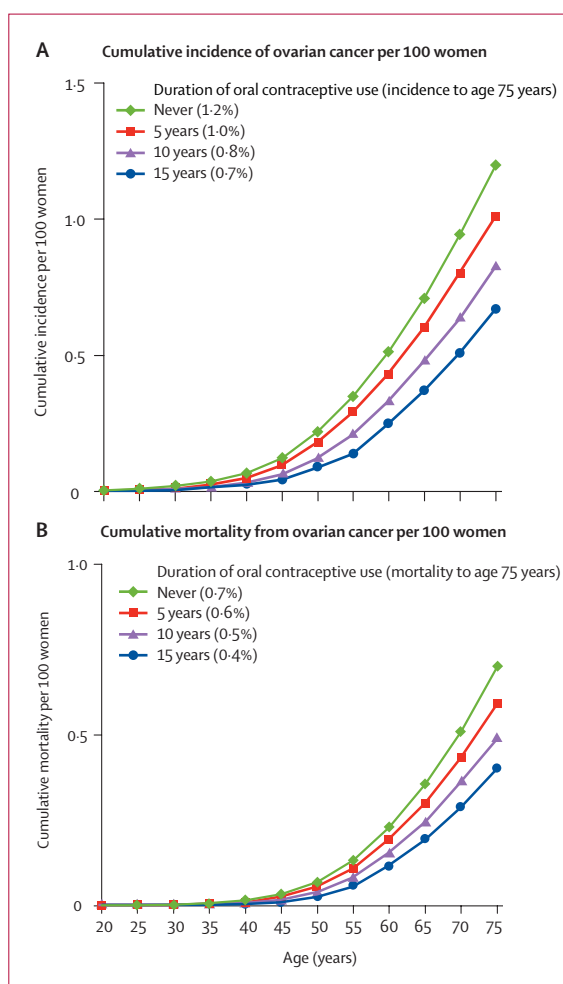 A Cumulative incidence of ovarian cancer per 100 women
1·5
Duration of oral contraceptive use (incidence to age 75 years)
Never (1·2%)
5 years (1·0%)
10 years (0·8%)
15 years (0·7%)
1·0
0·5
0
Cumulative incidence per 100 women
B Cumulative mortality from ovarian cancer per 100 women
1·0
Duration of oral contraceptive use (mortality to age 75 years)
Never (0·7%)
5 years (0·6%)
10 years (0·5%)
15 years (0·4%)
0·5
0
Cumulative mortality per 100 women
20 25 30 35 40 45 50 55 60 65 70 75
Age (years)